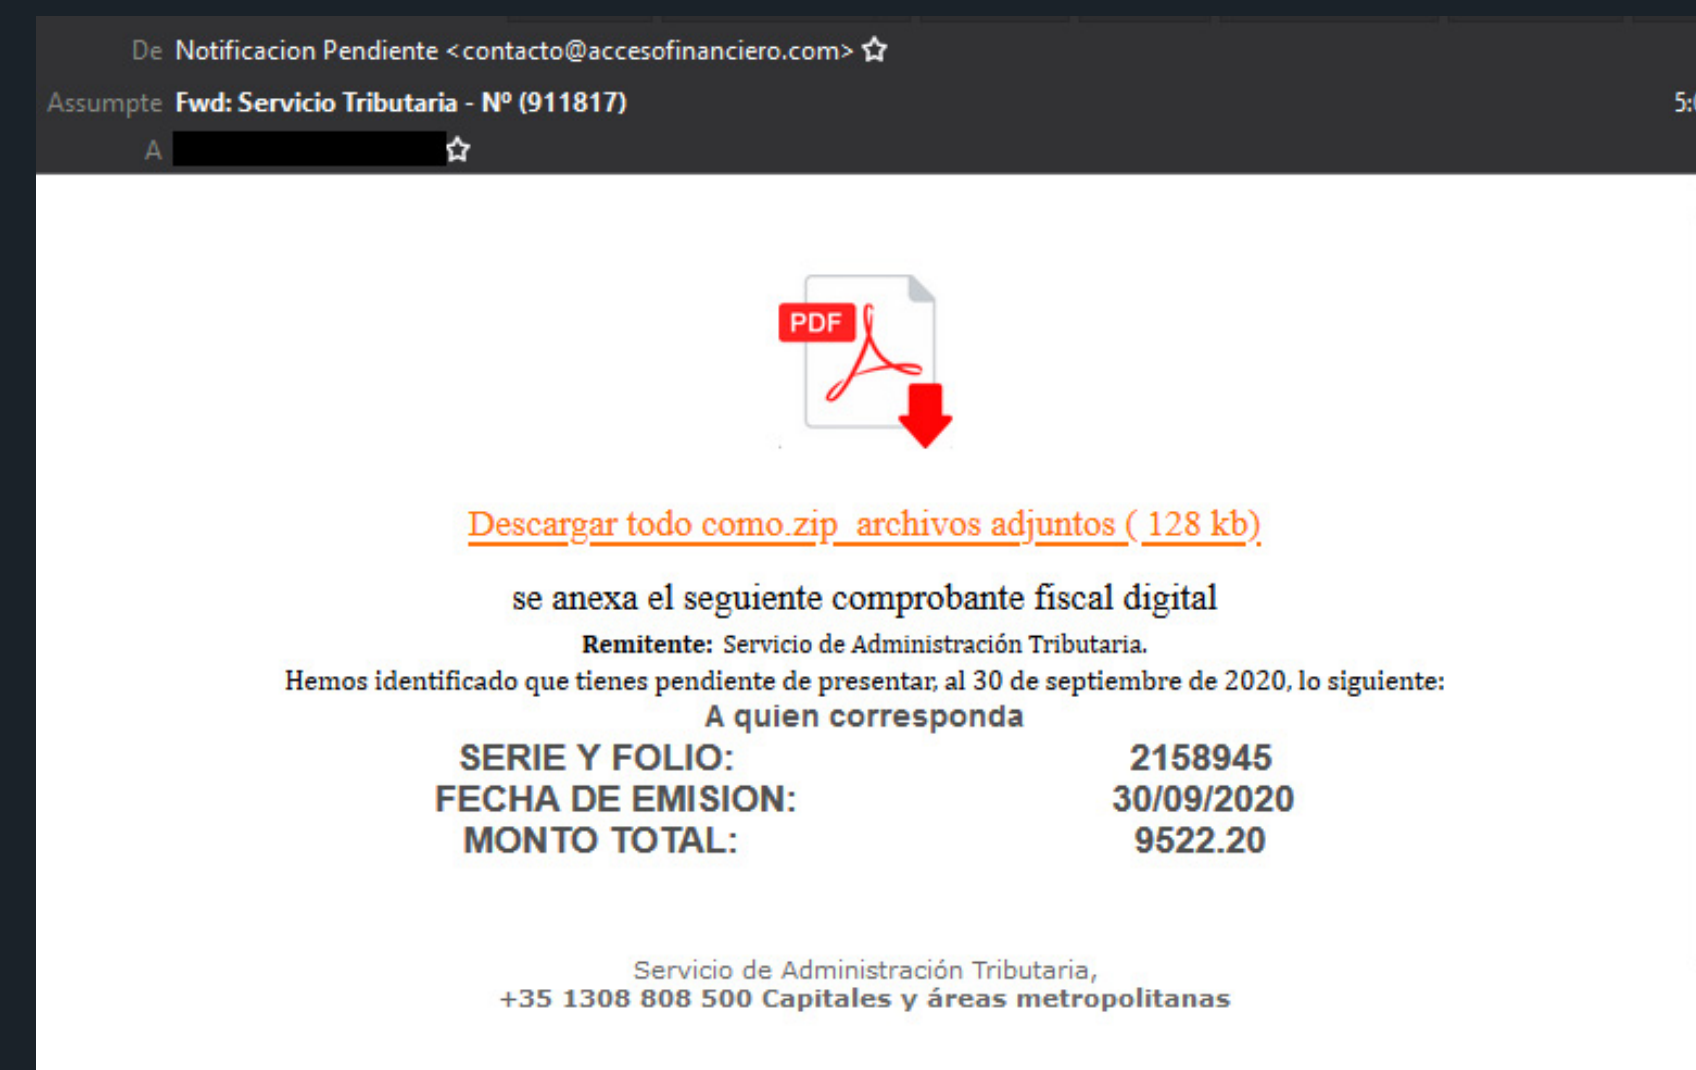 De Notificacion Pendiente <contacto@accesofinanciero.com>
Assumpte Fwd: Servicio Tributaria - Nº (911817)
A
PDF
Descargar todo como.zip  archivos adjuntos ( 128 kb)
se anexa el seguiente comprobante fiscal digital
Remitente: Servicio de Administración Tributaria.
Hemos identificado que tienes pendiente de presentar, al 30 de septiembre de 2020, lo siguiente:
A quien corresponda
SERIE Y FOLIO: 2158945
FECHA DE EMISION: 30/09/2020
MONTO TOTAL: 9522.20
Servicio de Administración Tributaria,
+35 1308 808 500 Capitales y áreas metropolitanas